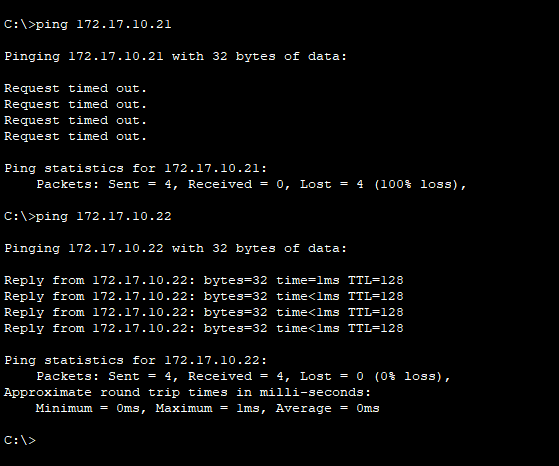 C:\>ping 172.17.10.21
Pinging 172.17.10.21 with 32 bytes of data:
Request timed out.
Request timed out.
Request timed out.
Request timed out.
Ping statistics for 172.17.10.21:
    Packets: Sent = 4, Received = 0, Lost = 4 (100% loss),
C:\>ping 172.17.10.22
Pinging 172.17.10.22 with 32 bytes of data:
Reply from 172.17.10.22: bytes=32 time=1ms TTL=128
Reply from 172.17.10.22: bytes=32 time<1ms TTL=128
Reply from 172.17.10.22: bytes=32 time<1ms TTL=128
Reply from 172.17.10.22: bytes=32 time<1ms TTL=128
Ping statistics for 172.17.10.22:
    Packets: Sent = 4, Received = 4, Lost = 0 (0% loss),
Approximate round trip times in milli-seconds:
    Minimum = 0ms, Maximum = 1ms, Average = 0ms
C:\>